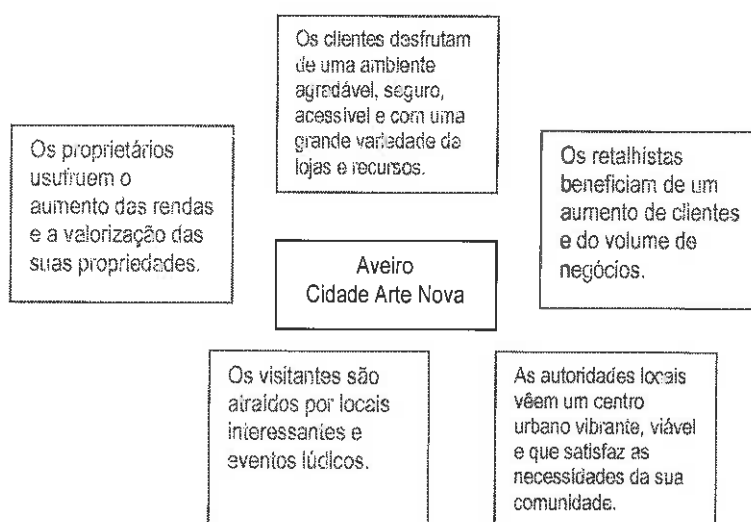 Os clientes desfrutam
de uma ambiente
agradável, seguro,
acessível e com uma
grande variedade de
lojas e recursos.
Os proprietários
usufruem o
aumento das rendas
e a valorização das
suas propriedades.
Os retalhistas
beneficiam de um
aumento de clientes
e do volume de
negócios.
Aveiro
Cidade Arte Nova
Os visitantes são
atraídos por locais
interessantes e
eventos lúdicos.
As autoridades locais
vêem um centro
urbano vibrante, viável
e que satisfaz as
necessidades da sua
comunidade.